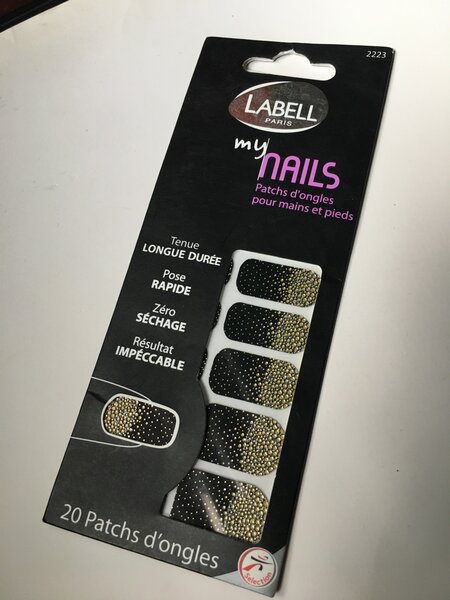 2223
LABELL
PARIS
my
NAILS
Patchs d'ongles
pour mains et pieds
Tenue
LONGUE DURÉE
Pose
RAPIDE
Zéro
SÉCHAGE
Résultat
IMPÉCCABLE
20 Patchs d'ongles
Sélection